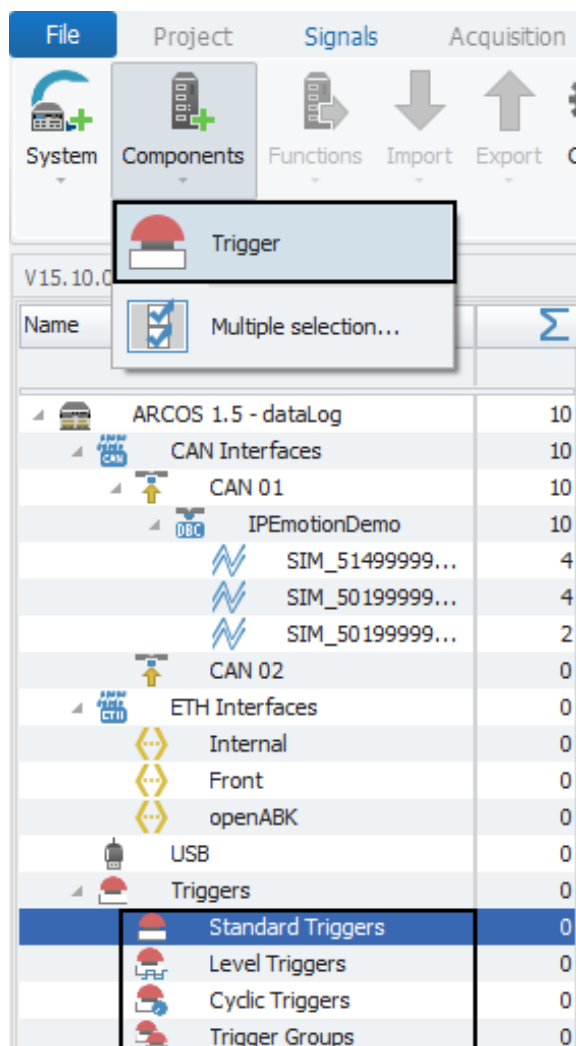 File Project Signals Acquisition
System Components Functions Import Export
Trigger
V15.10.0
Multiple selection...
Name Σ
ARCOS 1.5 - dataLog 10
CAN Interfaces 10
CAN 01 10
DBC IPEmotionDemo 10
SIM_51499999... 4
SIM_50199999... 4
SIM_50199999... 2
CAN 02 0
ETH Interfaces 0
Internal 0
Front 0
openABK 0
USB 0
Triggers 0
Standard Triggers 0
Level Triggers 0
Cyclic Triggers 0
Trigger Groups 0